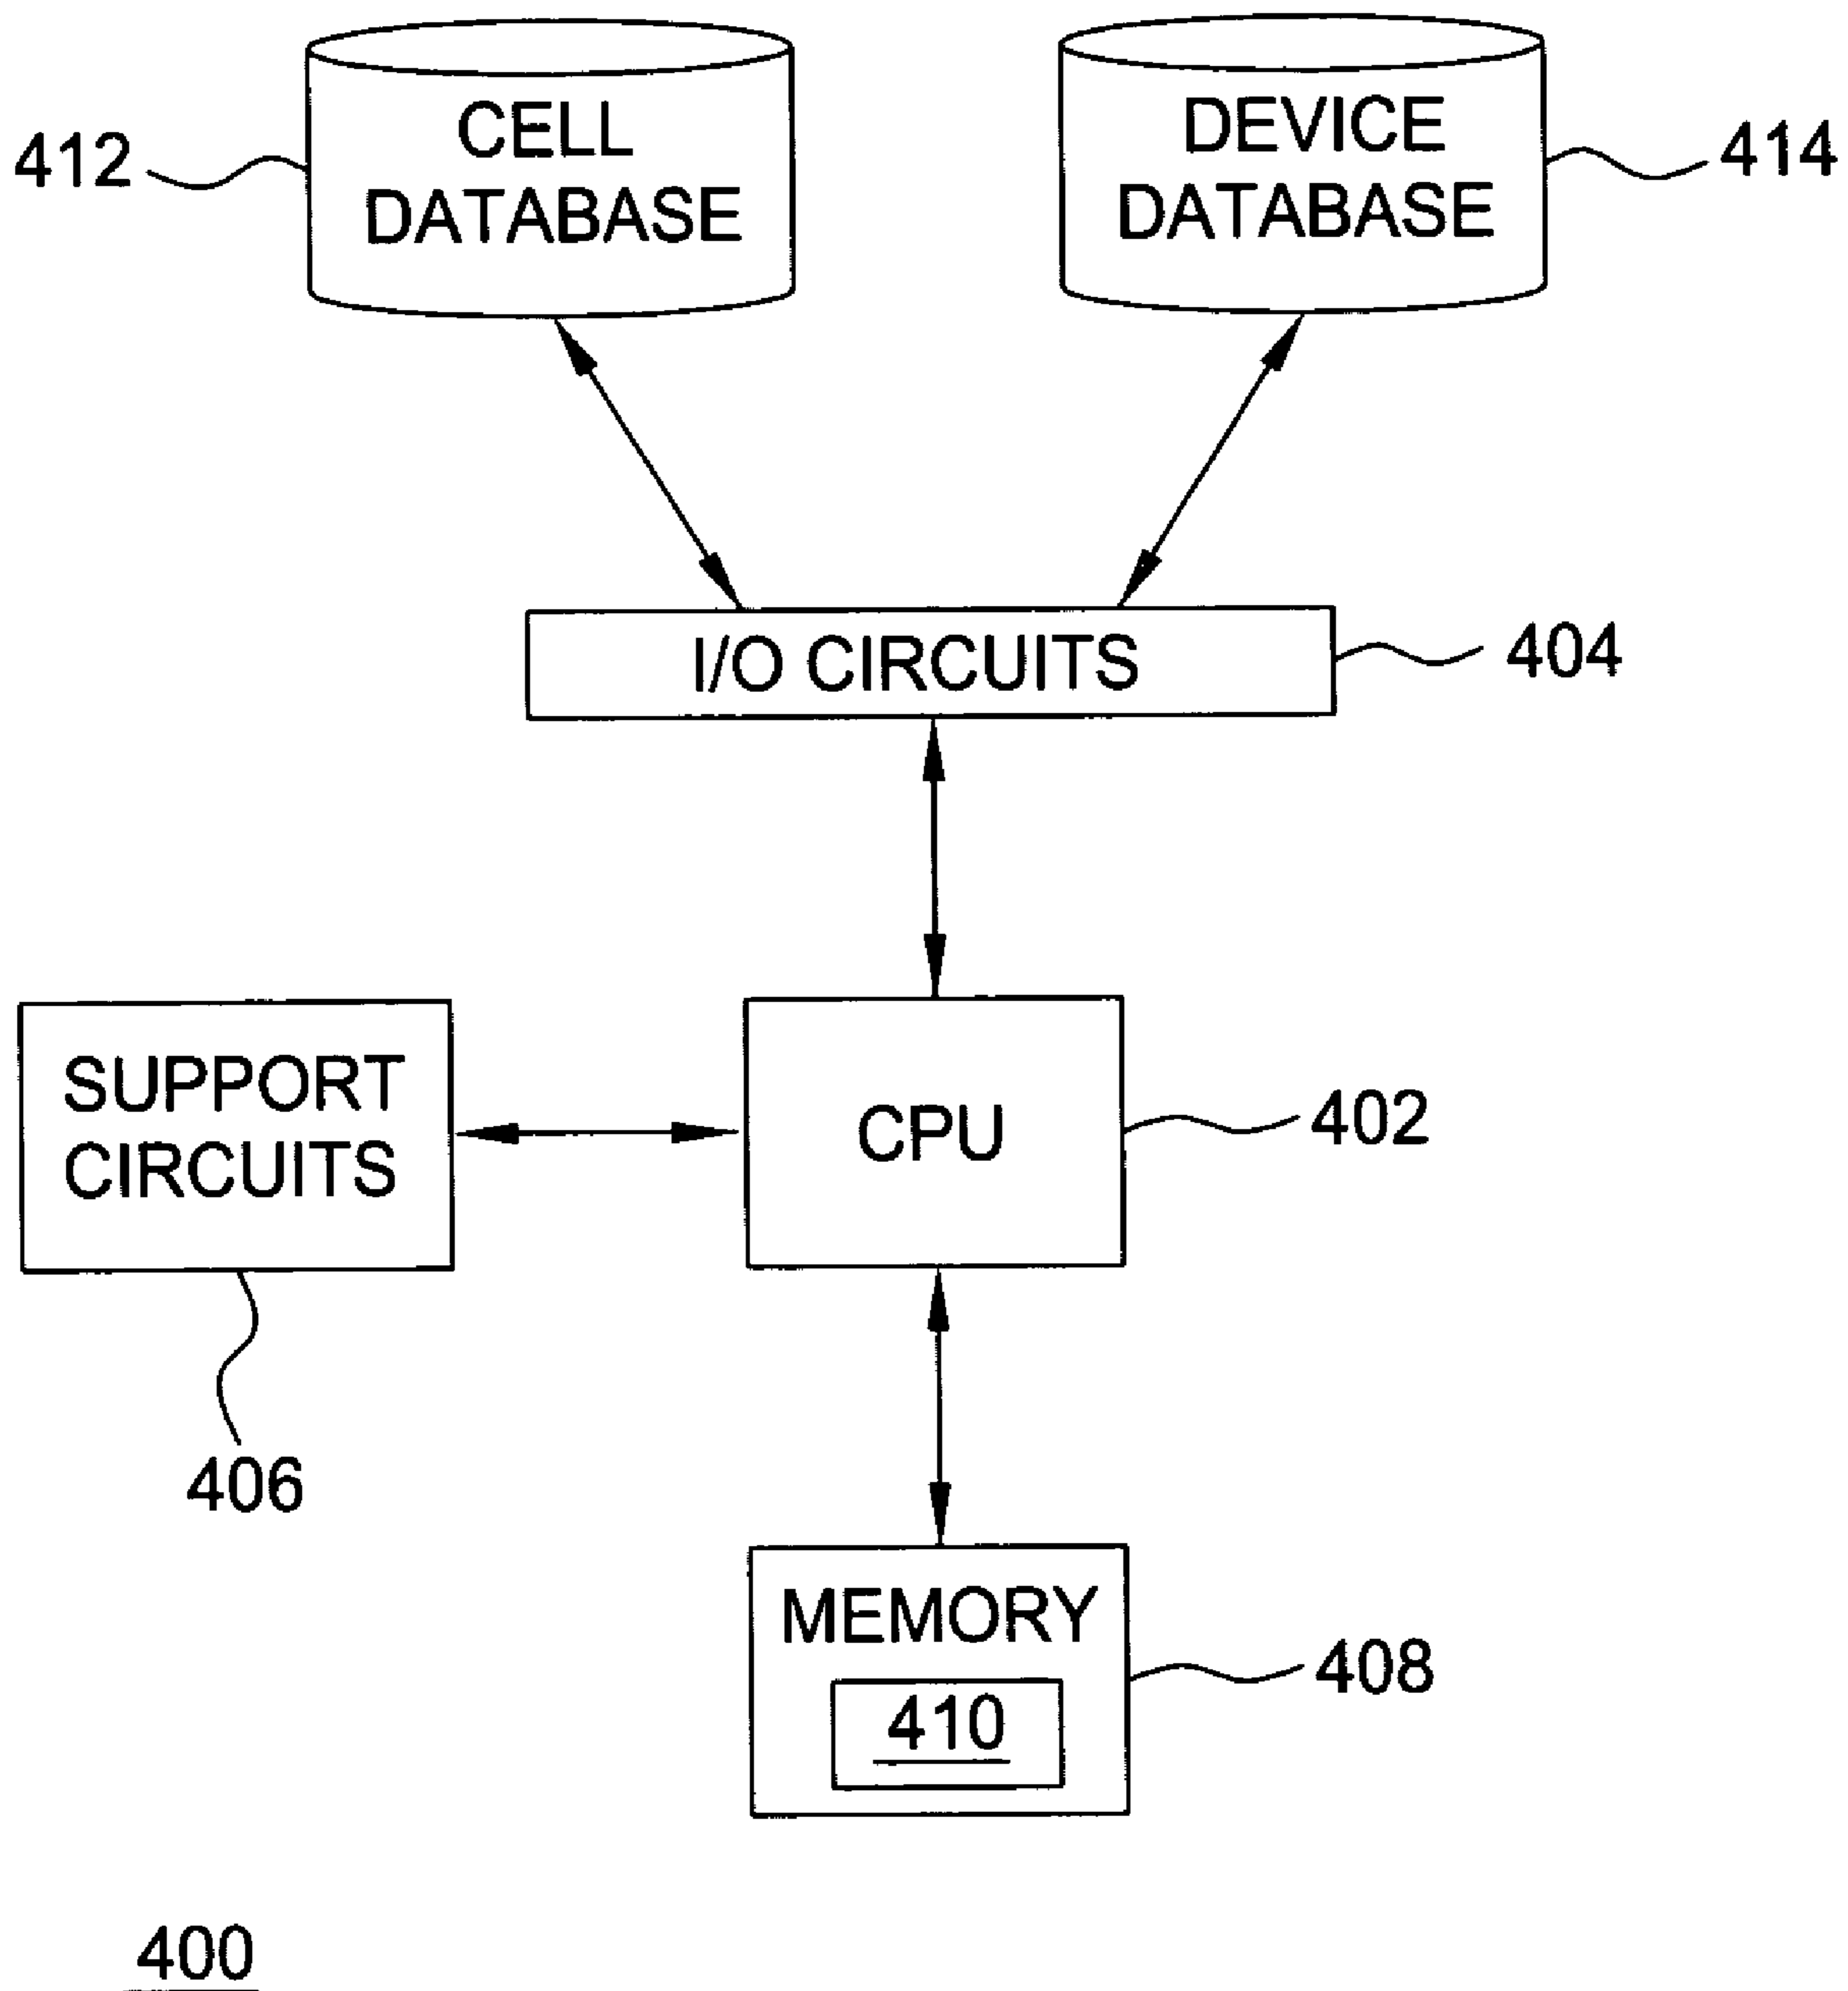 CELL
DATABASE
412
DEVICE
DATABASE
414
I/O CIRCUITS
404
SUPPORT
CIRCUITS
406
CPU
402
MEMORY
410
408
400